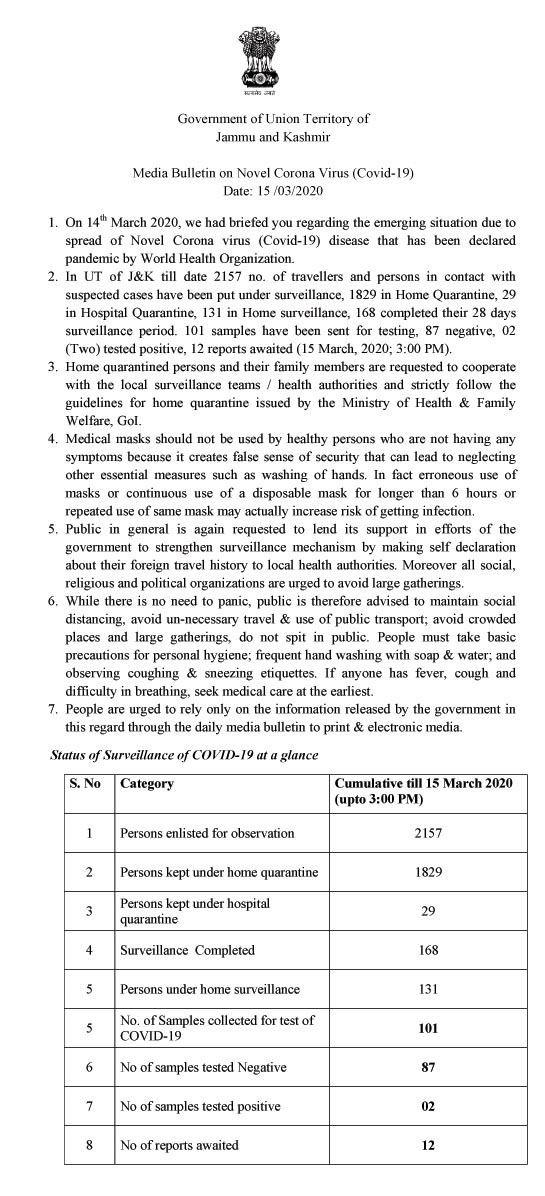 सत्यमेव जयते
Government of Union Territory of
Jammu and Kashmir
Media Bulletin on Novel Corona Virus (Covid-19)
Date: 15 /03/2020
1. On 14th March 2020, we had briefed you regarding the emerging situation due to
spread of Novel Corona virus (Covid-19) disease that has been declared
pandemic by World Health Organization.
2. In UT of J&K till date 2157 no. of travellers and persons in contact with
suspected cases have been put under surveillance, 1829 in Home Quarantine, 29
in Hospital Quarantine, 131 in Home surveillance, 168 completed their 28 days
surveillance period. 101 samples have been sent for testing, 87 negative, 02
(Two) tested positive, 12 reports awaited (15 March, 2020; 3:00 PM).
3. Home quarantined persons and their family members are requested to cooperate
with the local surveillance teams / health authorities and strictly follow the
guidelines for home quarantine issued by the Ministry of Health & Family
Welfare, GoI.
4. Medical masks should not be used by healthy persons who are not having any
symptoms because it creates false sense of security that can lead to neglecting
other essential measures such as washing of hands. In fact erroneous use of
masks or continuous use of a disposable mask for longer than 6 hours or
repeated use of same mask may actually increase risk of getting infection.
5. Public in general is again requested to lend its support in efforts of the
government to strengthen surveillance mechanism by making self declaration
about their foreign travel history to local health authorities. Moreover all social,
religious and political organizations are urged to avoid large gatherings.
6. While there is no need to panic, public is therefore advised to maintain social
distancing, avoid un-necessary travel & use of public transport; avoid crowded
places and large gatherings, do not spit in public. People must take basic
precautions for personal hygiene; frequent hand washing with soap & water; and
observing coughing & sneezing etiquettes. If anyone has fever, cough and
difficulty in breathing, seek medical care at the earliest.
7. People are urged to rely only on the information released by the government in
this regard through the daily media bulletin to print & electronic media.
Status of Surveillance of COVID-19 at a glance
S. No Category Cumulative till 15 March 2020
(upto 3:00 PM)
1 Persons enlisted for observation 2157
2 Persons kept under home quarantine 1829
3 Persons kept under hospital
quarantine 29
4 Surveillance Completed 168
5 Persons under home surveillance 131
5 No. of Samples collected for test of
COVID-19 101
6 No of samples tested Negative 87
7 No of samples tested positive 02
8 No of reports awaited 12